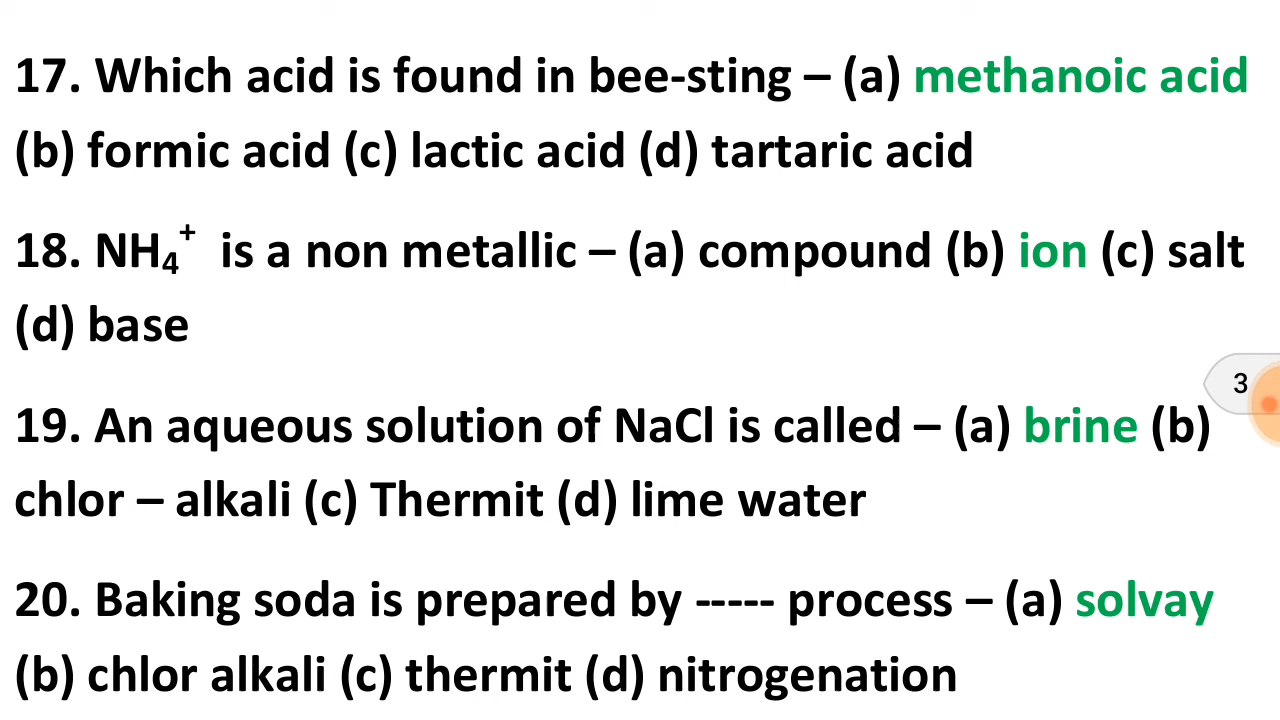 17. Which acid is found in bee-sting – (a) methanoic acid
(b) formic acid (c) lactic acid (d) tartaric acid
18. NH₄⁺ is a non metallic – (a) compound (b) ion (c) salt
(d) base
3
19. An aqueous solution of NaCl is called – (a) brine (b)
chlor – alkali (c) Thermit (d) lime water
20. Baking soda is prepared by ----- process – (a) solvay
(b) chlor alkali (c) thermit (d) nitrogenation